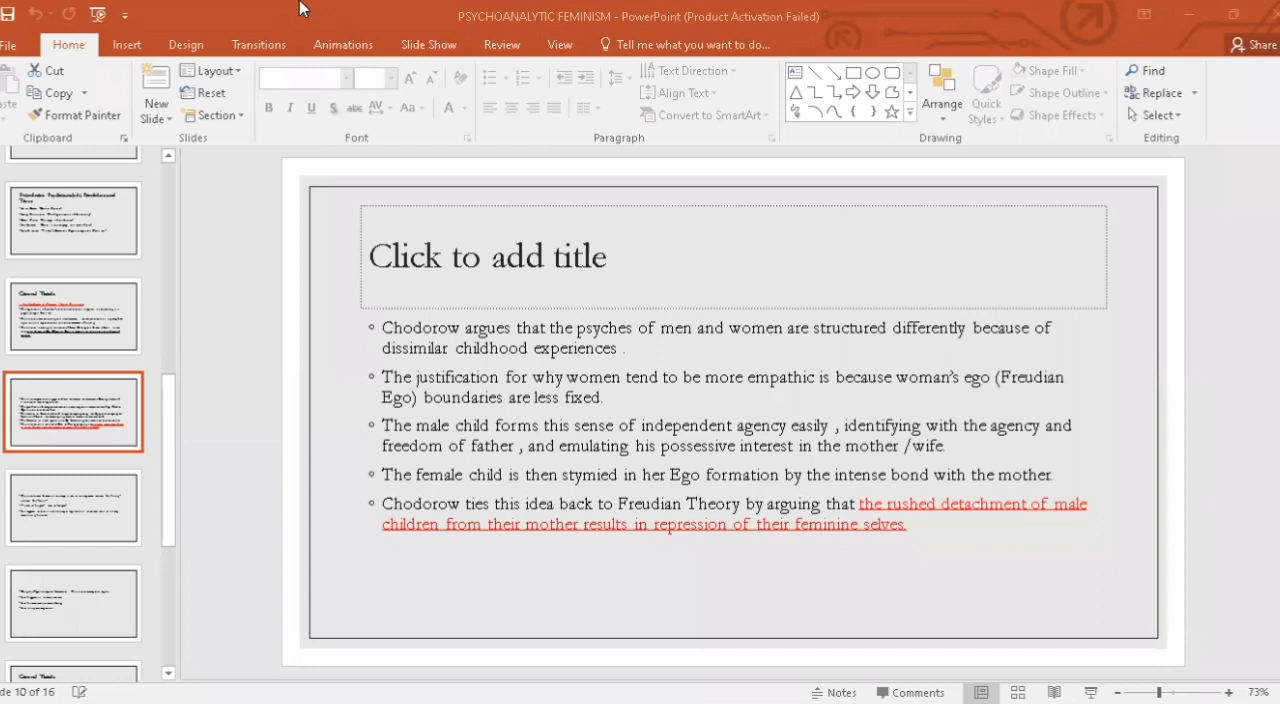 PSYCHOANALYTIC FEMINISM - PowerPoint (Product Activation Failed)
File Home Insert Design Transitions Animations Slide Show Review View Tell me what you want to do... Share
Cut
Copy
Format Painter
Clipboard
New
Slide
Layout
Reset
Section
Slides
B I U S abc AV Aa A
Font
Paragraph
Text Direction
Align Text
Convert to SmartArt
Arrange
Quick
Styles
Shape Fill
Shape Outline
Shape Effects
Drawing
Find
Replace
Select
Editing
Click to add title
Chodorow argues that the psyches of men and women are structured differently because of
dissimilar childhood experiences .
The justification for why women tend to be more empathic is because woman's ego (Freudian
Ego) boundaries are less fixed.
The male child forms this sense of independent agency easily , identifying with the agency and
freedom of father , and emulating his possessive interest in the mother /wife.
The female child is then stymied in her Ego formation by the intense bond with the mother.
Chodorow ties this idea back to Freudian Theory by arguing that the rushed detachment of male
children from their mother results in repression of their feminine selves.
de 10 of 16
Notes Comments 73%